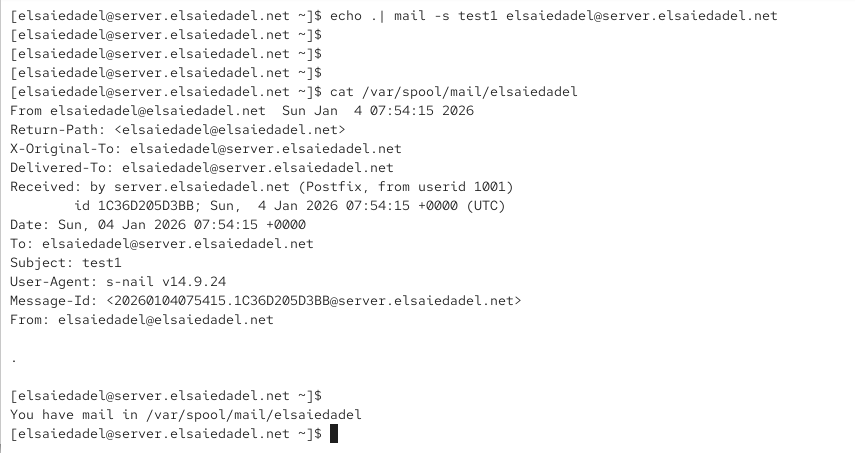 [elsaiedadel@server.elsaiedadel.net ~]$ echo .| mail -s test1 elsaiedadel@server.elsaiedadel.net
[elsaiedadel@server.elsaiedadel.net ~]$
[elsaiedadel@server.elsaiedadel.net ~]$
[elsaiedadel@server.elsaiedadel.net ~]$
[elsaiedadel@server.elsaiedadel.net ~]$ cat /var/spool/mail/elsaiedadel
From elsaiedadel@elsaiedadel.net  Sun Jan  4 07:54:15 2026
Return-Path: <elsaiedadel@elsaiedadel.net>
X-Original-To: elsaiedadel@server.elsaiedadel.net
Delivered-To: elsaiedadel@server.elsaiedadel.net
Received: by server.elsaiedadel.net (Postfix, from userid 1001)
        id 1C36D205D3BB; Sun,  4 Jan 2026 07:54:15 +0000 (UTC)
Date: Sun, 04 Jan 2026 07:54:15 +0000
To: elsaiedadel@server.elsaiedadel.net
Subject: test1
User-Agent: s-nail v14.9.24
Message-Id: <20260104075415.1C36D205D3BB@server.elsaiedadel.net>
From: elsaiedadel@elsaiedadel.net

.

[elsaiedadel@server.elsaiedadel.net ~]$
You have mail in /var/spool/mail/elsaiedadel
[elsaiedadel@server.elsaiedadel.net ~]$